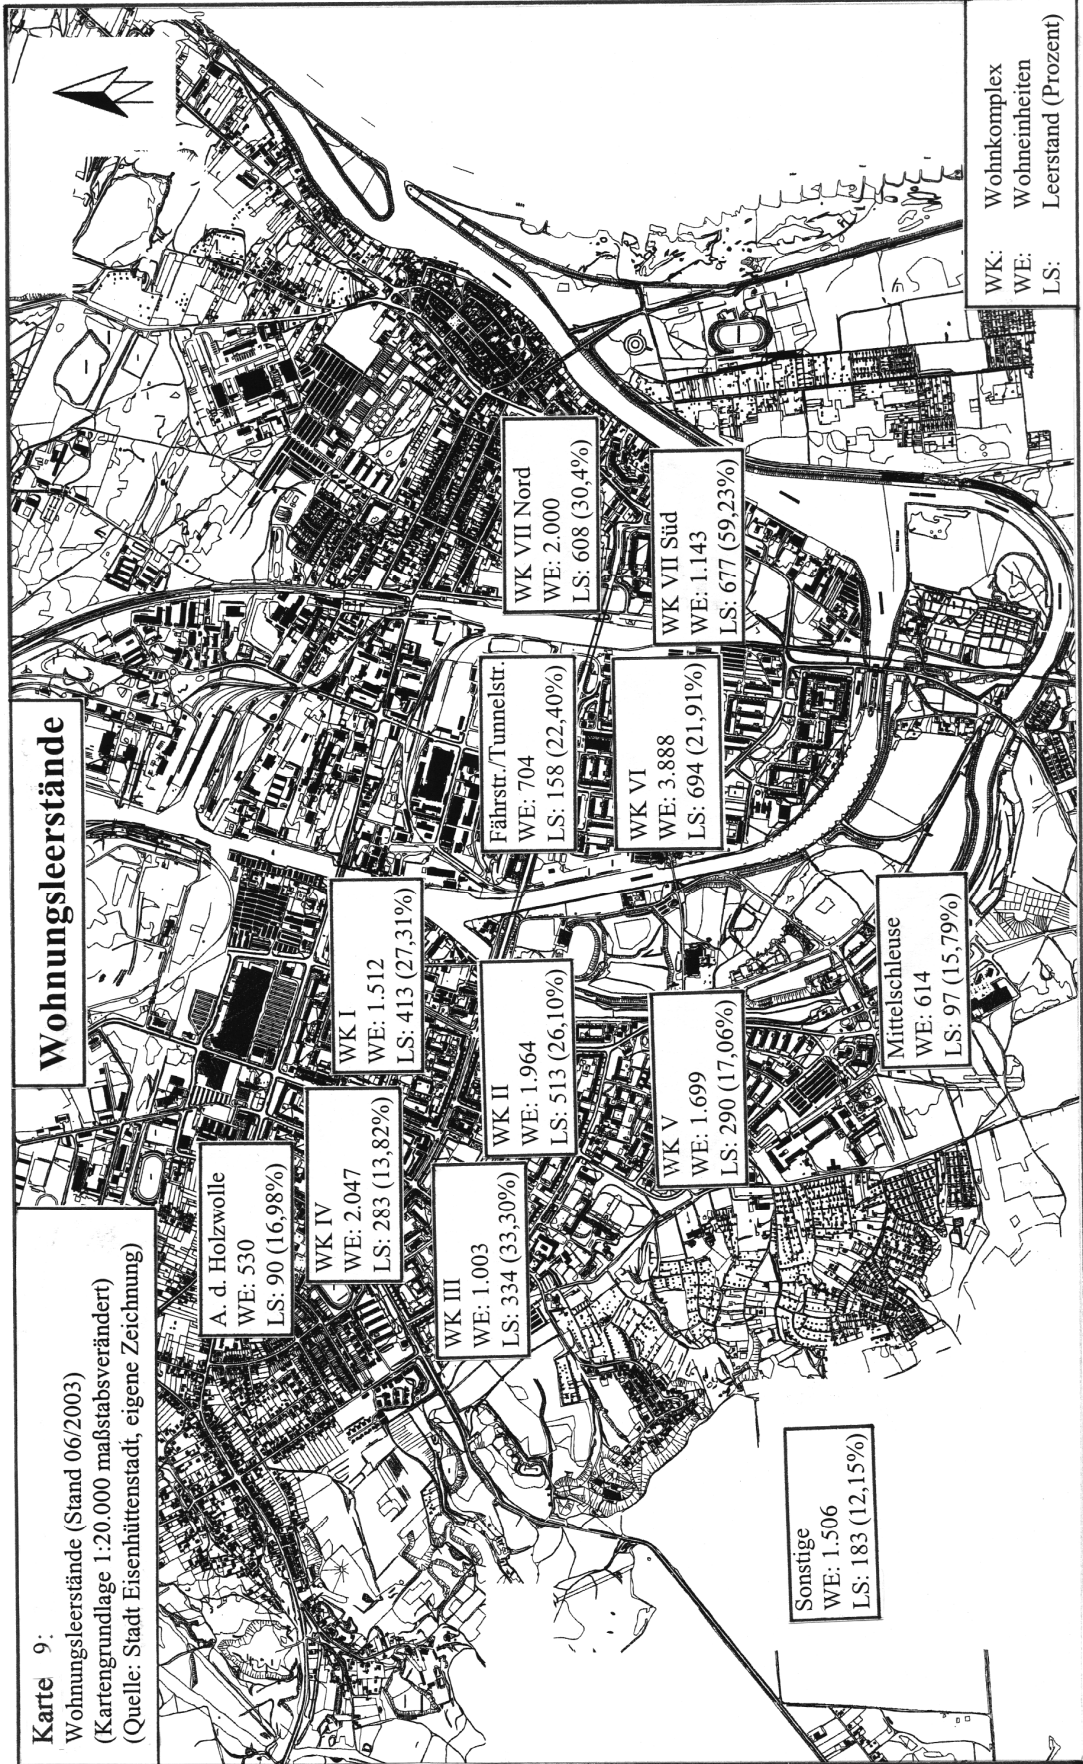 Karte 9:
Wohnungsleerstände (Stand 06/2003)
(Kartengrundlage 1:20.000 maßstabsverändert)
(Quelle: Stadt Eisenhüttenstadt, eigene Zeichnung)
Wohnungsleerstände
A. d. Holzwolle
WE: 530
LS: 90 (16,98%)
WK IV
WE: 2.047
LS: 283 (13,82%)
WK I
WE: 1.512
LS: 413 (27,31%)
WK III
WE: 1.003
LS: 334 (33,30%)
WK II
WE: 1.964
LS: 513 (26,10%)
Fährstr./Tunnelstr.
WE: 704
LS: 158 (22,40%)
WK VII Nord
WE: 2.000
LS: 608 (30,4%)
WK V
WE: 1.699
LS: 290 (17,06%)
WK VI
WE: 3.888
LS: 694 (21,91%)
WK VII Süd
WE: 1.143
LS: 677 (59,23%)
Sonstige
WE: 1.506
LS: 183 (12,15%)
Mittelschleuse
WE: 614
LS: 97 (15,79%)
WK: Wohnkomplex
WE: Wohneinheiten
LS: Leerstand (Prozent)